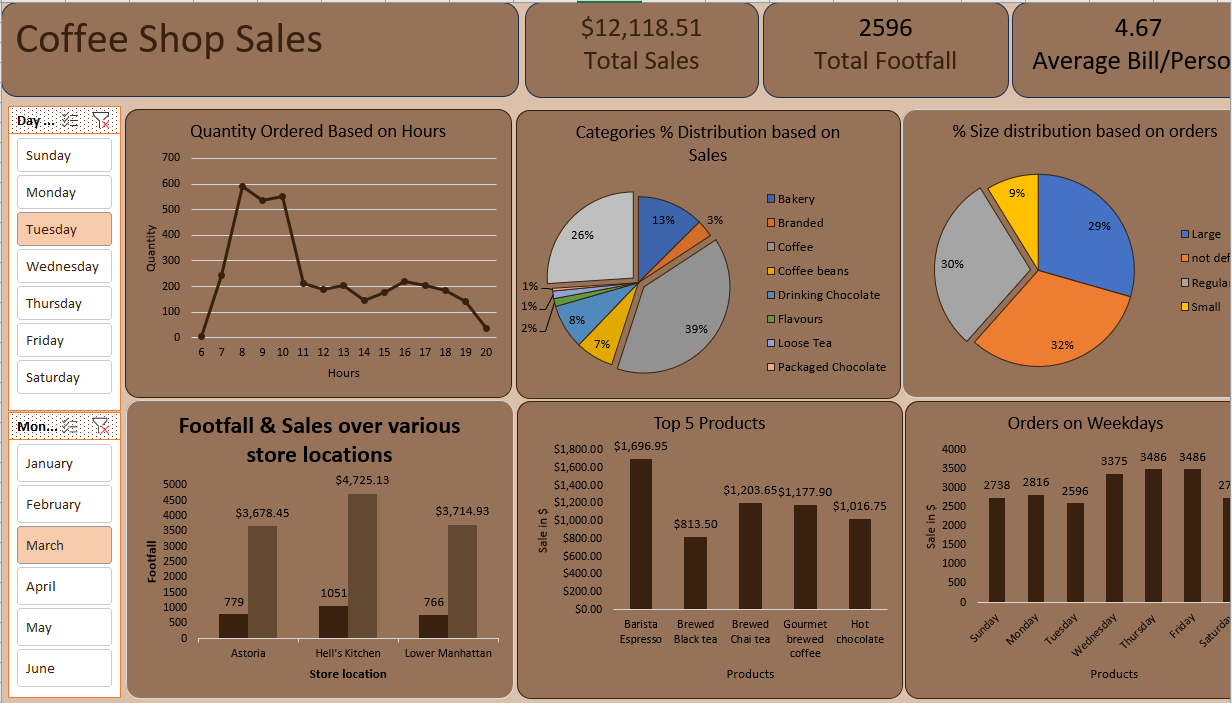 Coffee Shop Sales
$12,118.51
Total Sales
2596
Total Footfall
4.67
Average Bill/Perso
Day ...
Sunday
Monday
Tuesday
Wednesday
Thursday
Friday
Saturday
Mon...
January
February
March
April
May
June
Quantity Ordered Based on Hours
Quantity
700
600
500
400
300
200
100
0
6 7 8 9 10 11 12 13 14 15 16 17 18 19 20
Hours
Categories % Distribution based on
Sales
13%
3%
39%
7%
8%
2%
1%
1%
26%
Bakery
Branded
Coffee
Coffee beans
Drinking Chocolate
Flavours
Loose Tea
Packaged Chocolate
% Size distribution based on orders
29%
32%
30%
9%
Large
not def
Regula
Small
Footfall & Sales over various
store locations
Footfall
5000
4500
4000
3500
3000
2500
2000
1500
1000
500
0
779
$3,678.45
1051
$4,725.13
766
$3,714.93
Astoria Hell's Kitchen Lower Manhattan
Store location
Top 5 Products
Sale in $
$1,800.00
$1,600.00
$1,400.00
$1,200.00
$1,000.00
$800.00
$600.00
$400.00
$200.00
$0.00
$1,696.95
$813.50
$1,203.65
$1,177.90
$1,016.75
Barista
Espresso
Brewed
Black tea
Brewed
Chai tea
Gourmet
brewed
coffee
Hot
chocolate
Products
Orders on Weekdays
Sale in $
4000
3500
3000
2500
2000
1500
1000
500
0
2738
2816
2596
3375
3486
3486
27
Sunday
Monday
Tuesday
Wednesday
Thursday
Friday
Saturda
Products